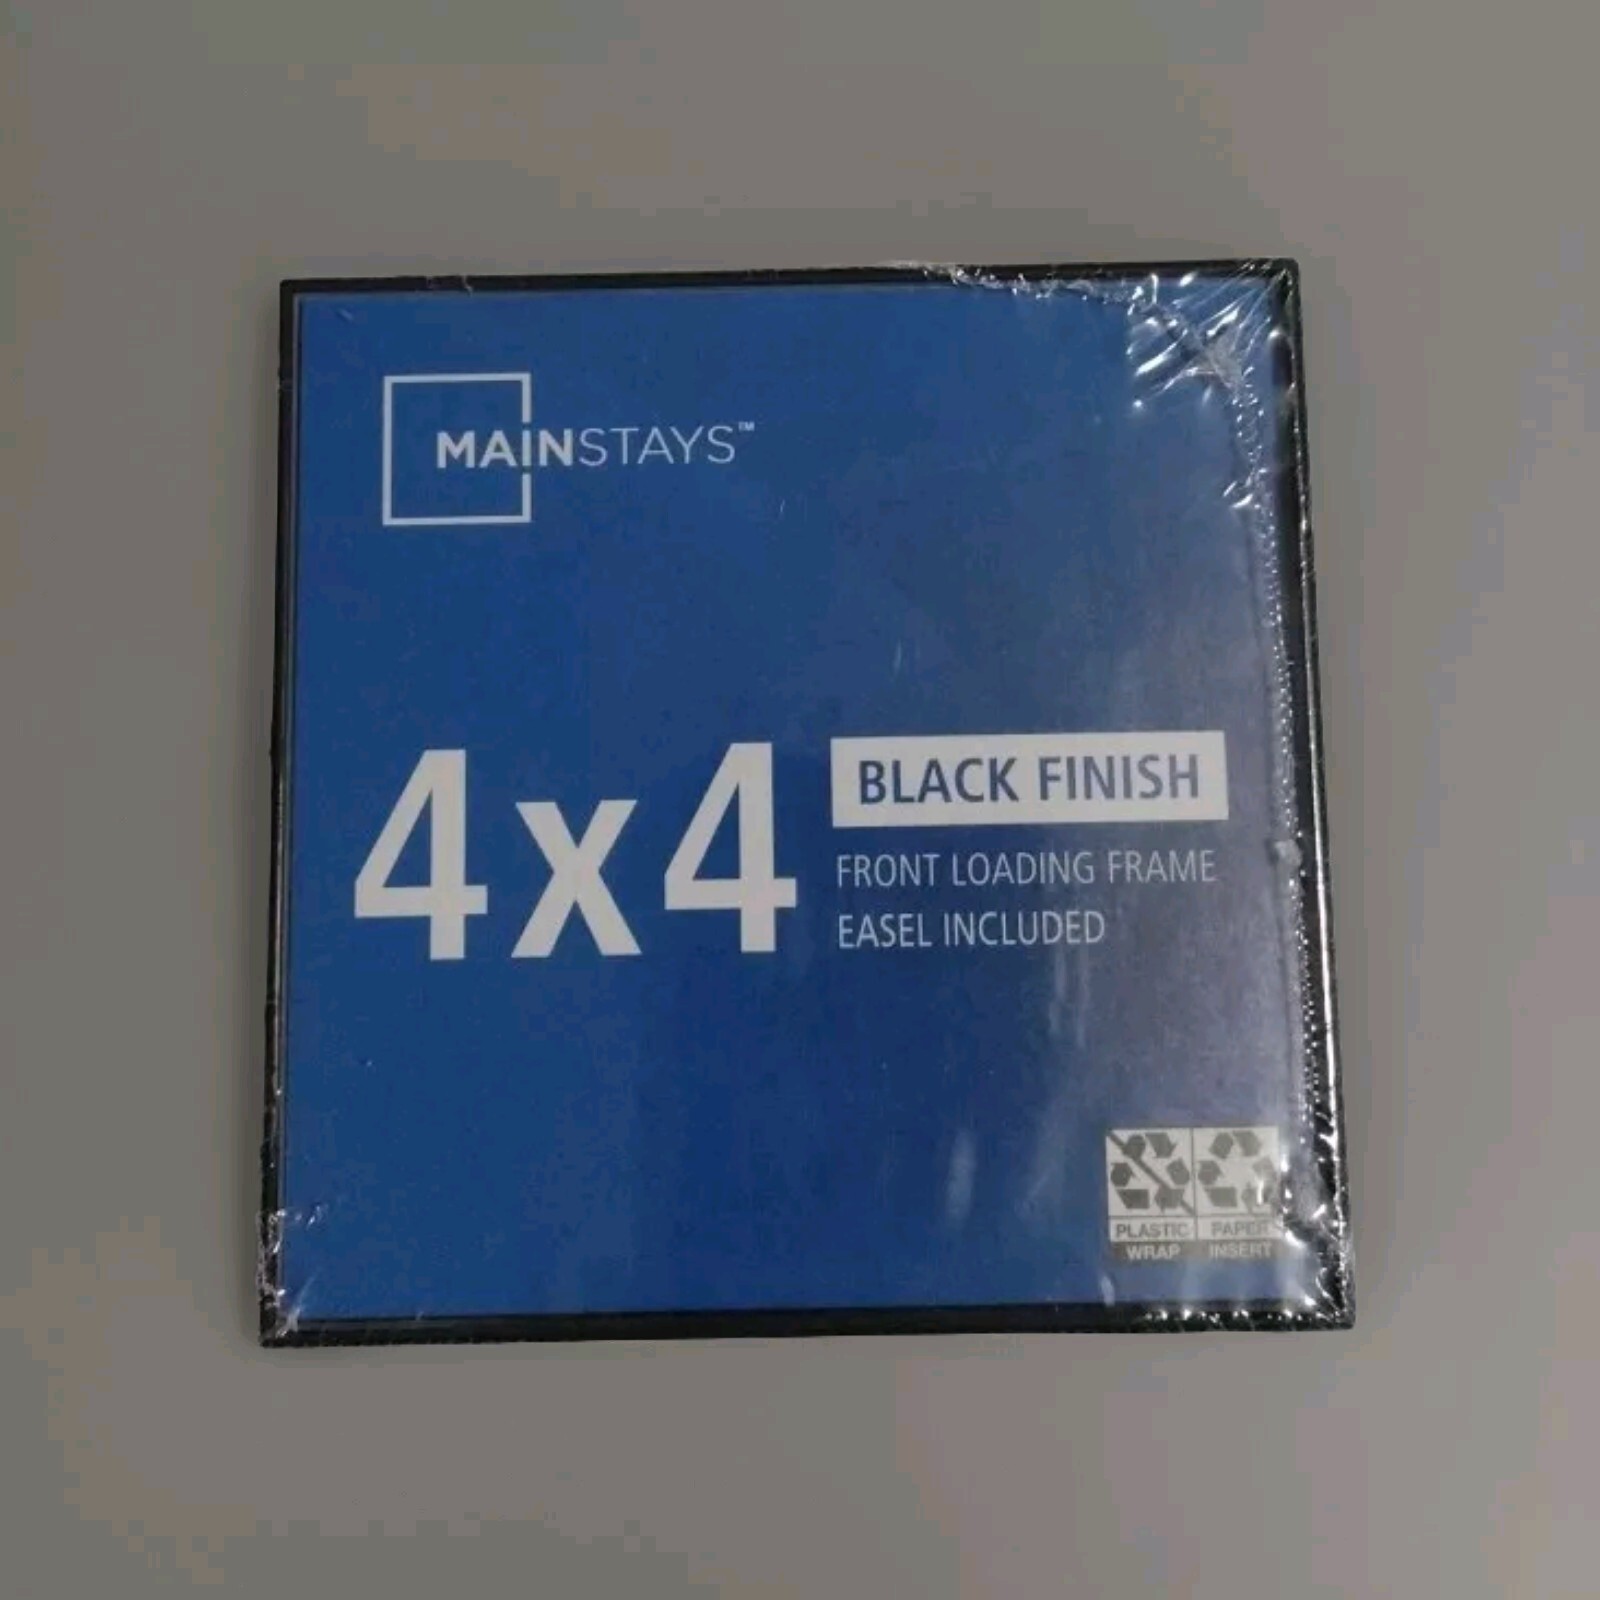 MAINSTAYS™
4x4
BLACK FINISH
FRONT LOADING FRAME
EASEL INCLUDED
PLASTIC PAPER
WRAP INSERT